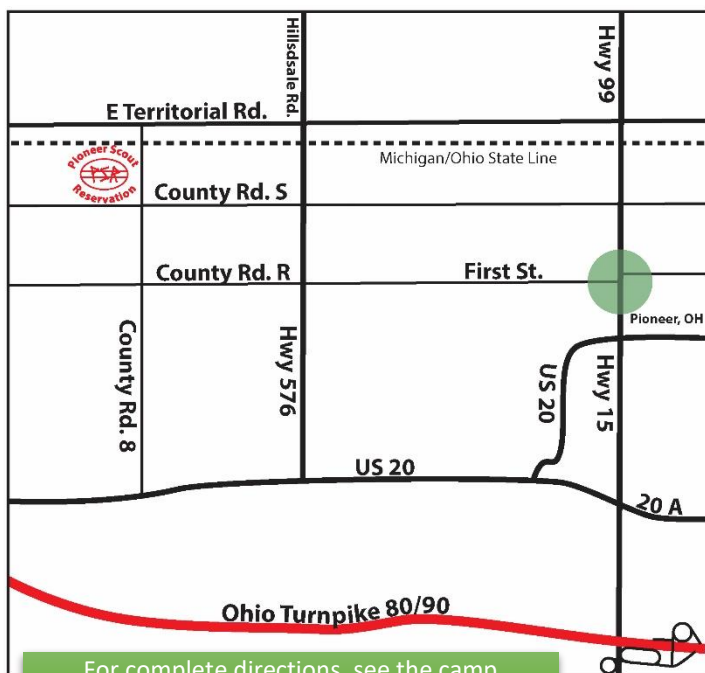 Hillsdsale Rd.
Hwy 99
E Territorial Rd.
Michigan/Ohio State Line
Pioneer Scout
PSR
Reservation
County Rd. S
County Rd. R
First St.
Pioneer, OH
County Rd. 8
Hwy 576
US 20
Hwy 15
US 20
20 A
Ohio Turnpike 80/90
For complete directions, see the camp